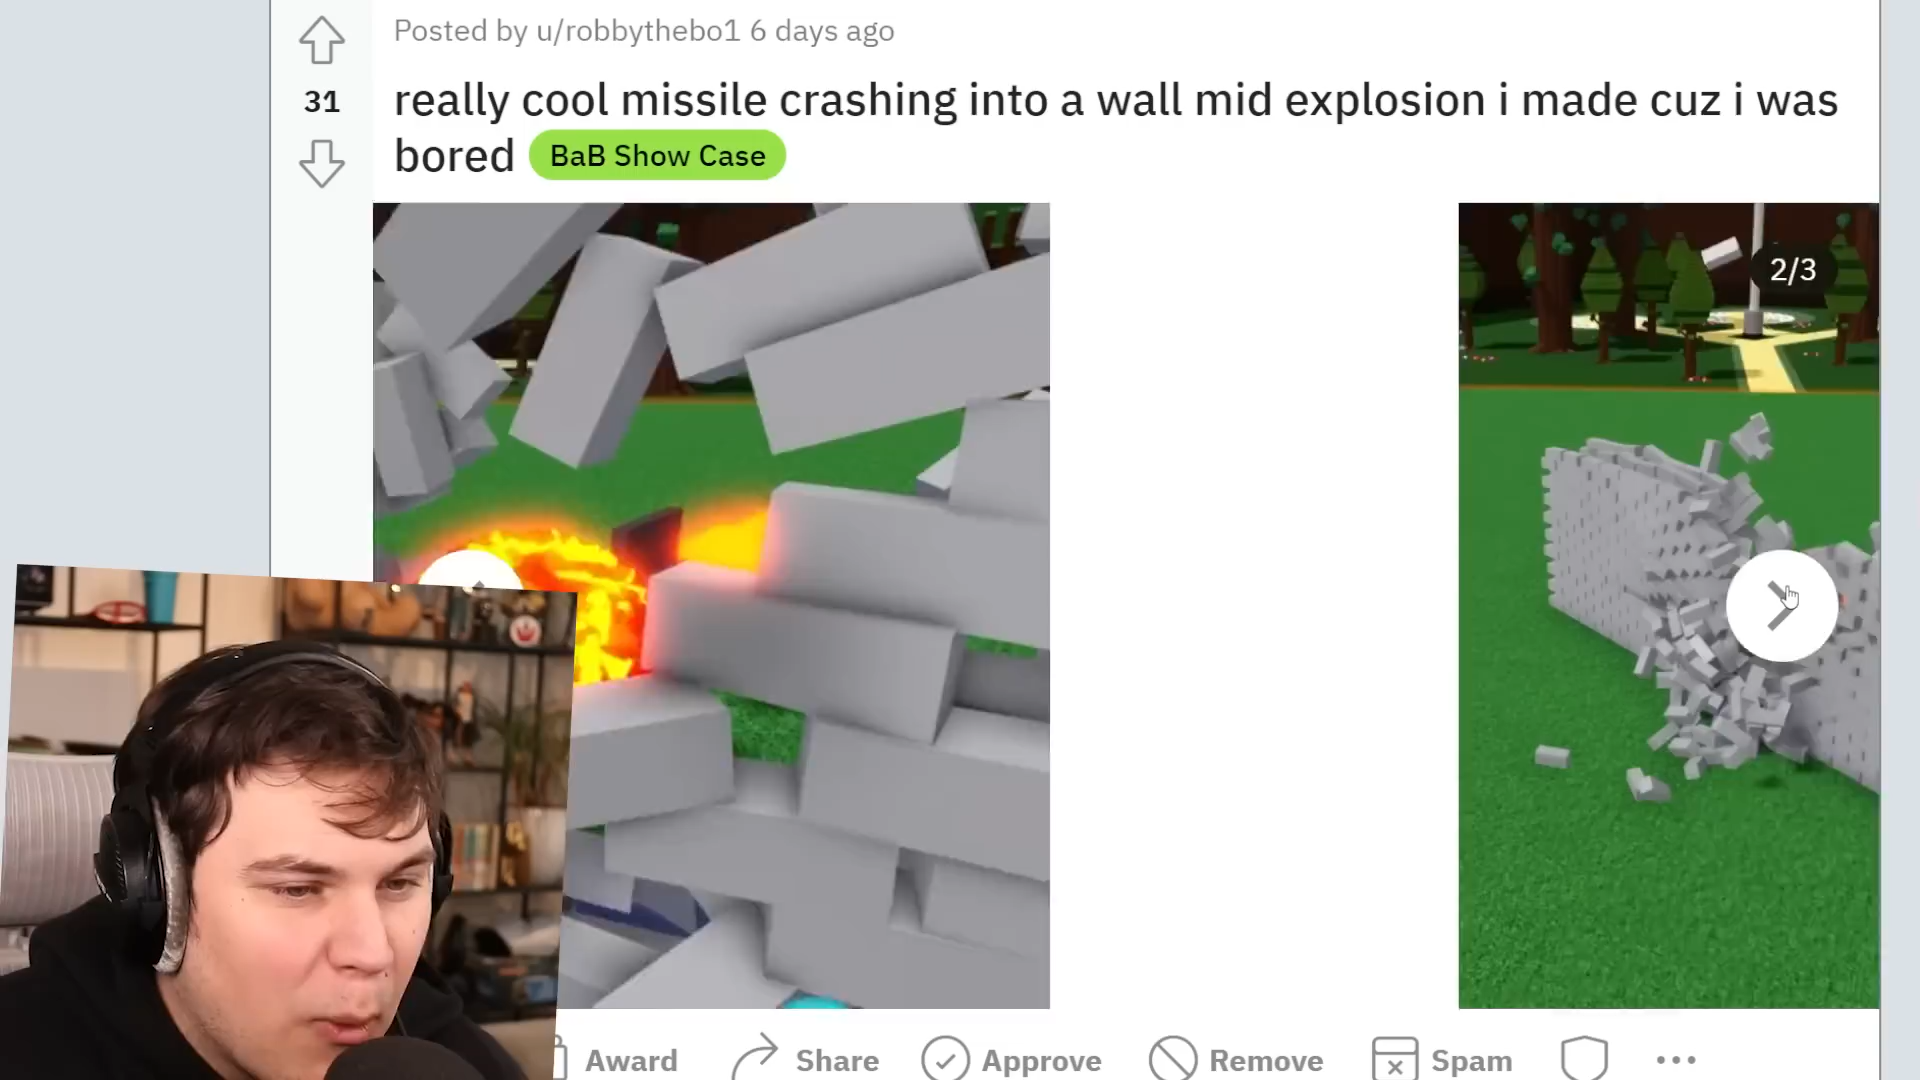 Posted by u/robbythebo1 6 days ago
31
really cool missile crashing into a wall mid explosion i made cuz i was
bored BaB Show Case
2/3
Award Share Approve Remove Spam